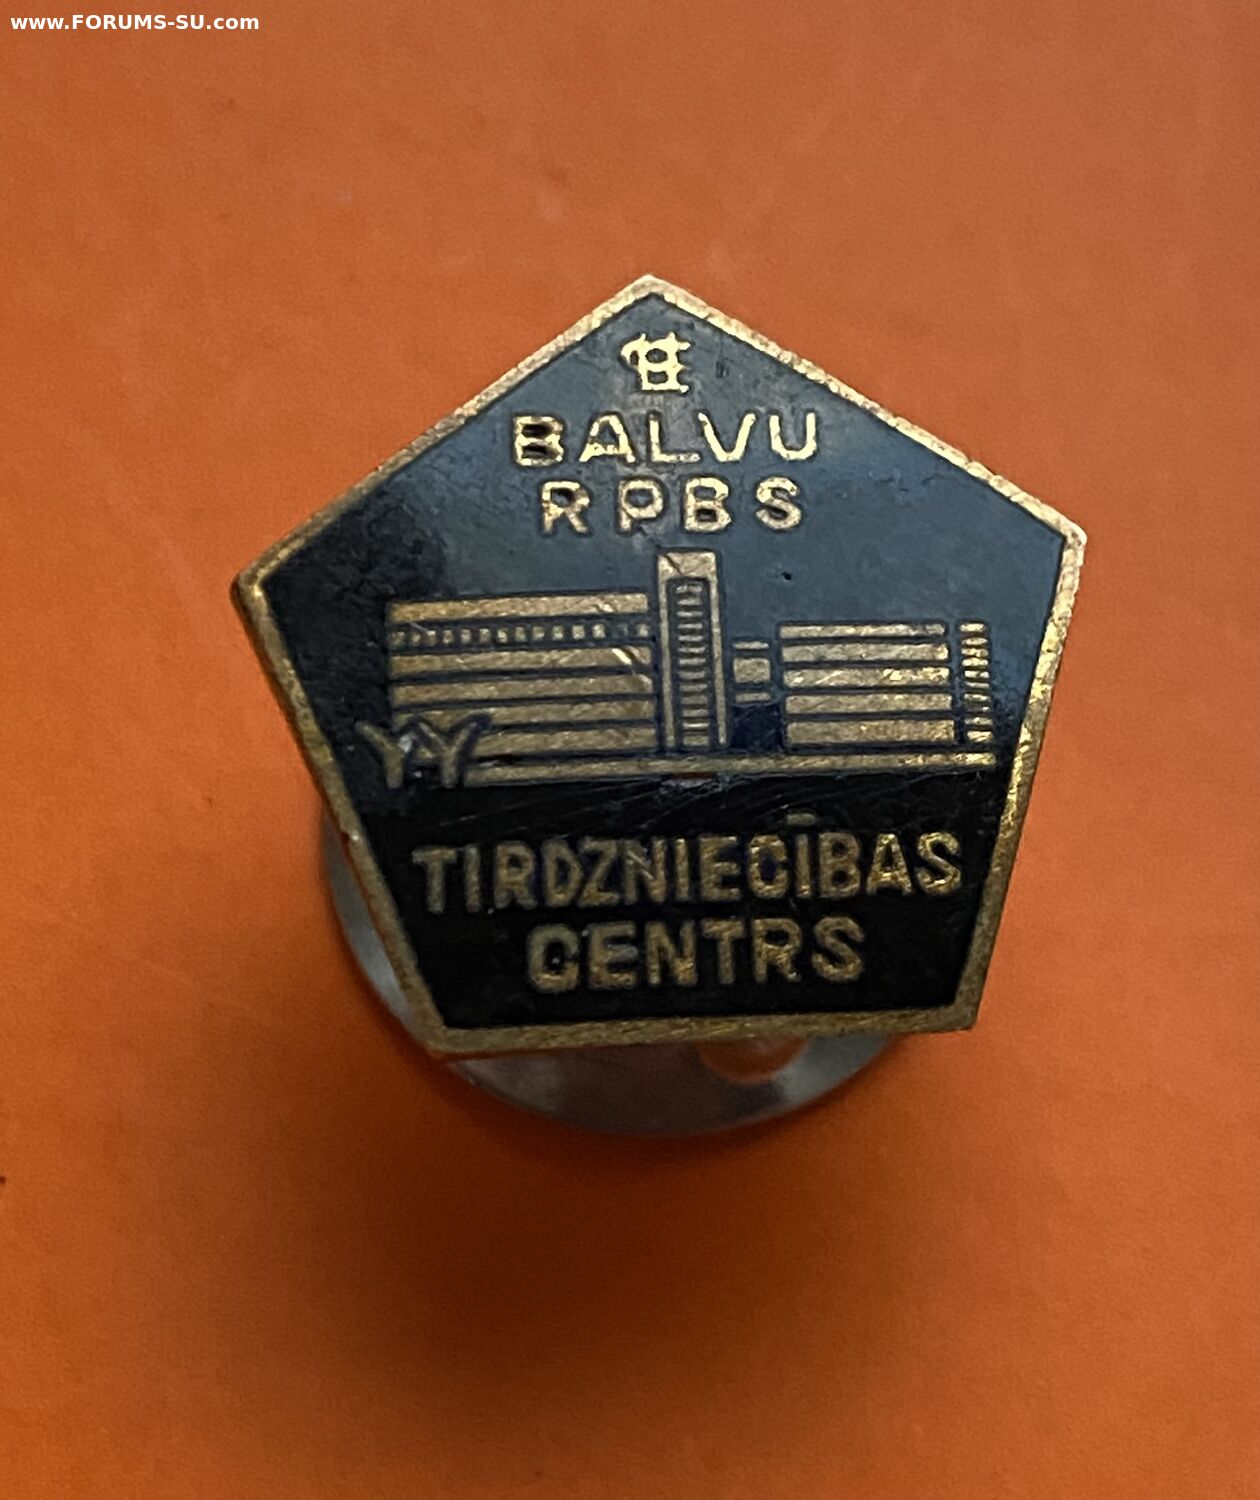 www.FORUMS-SU.com
BALVU
RPBS
TIRDZNIECĪBAS
CENTRS